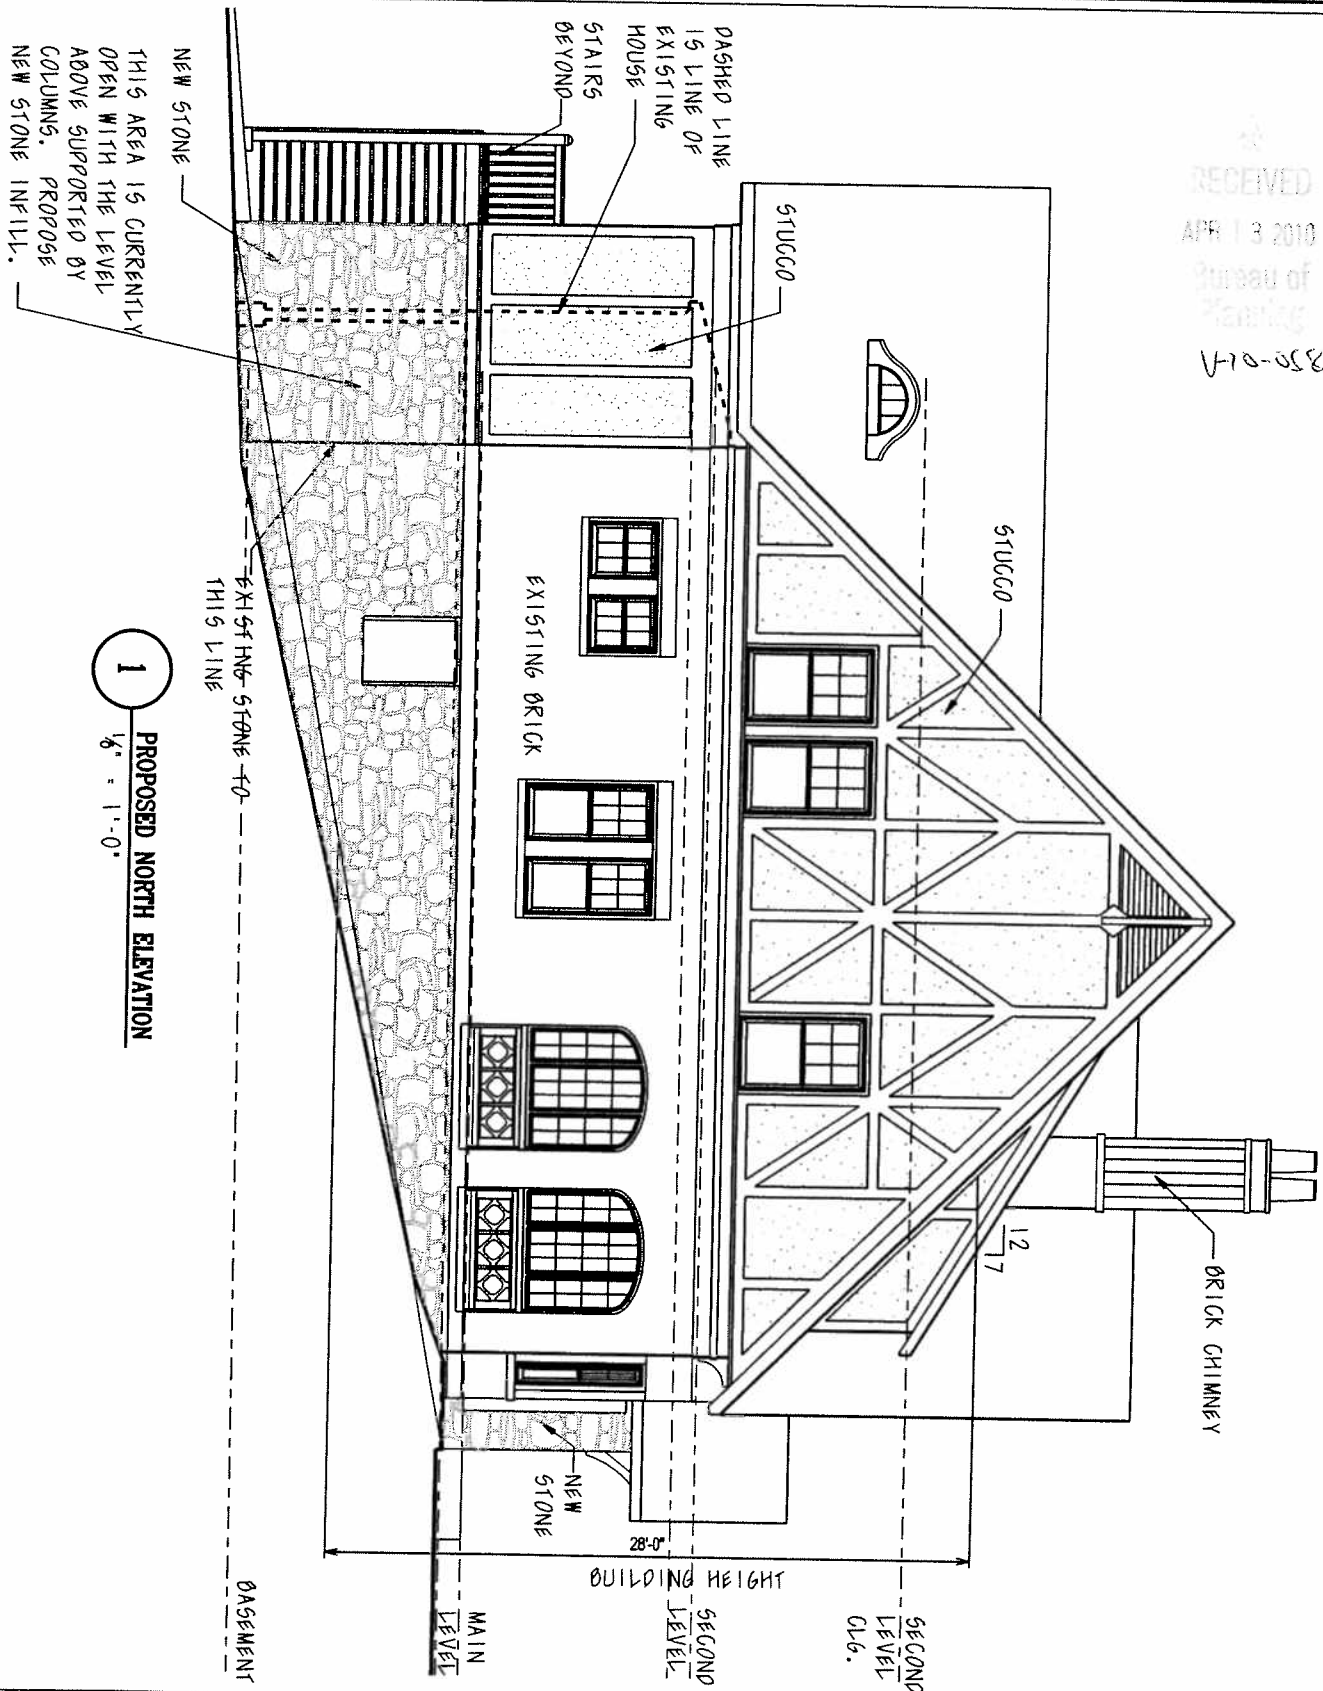 RECEIVED
APR 13 2010
Bureau of
Planning
V-10-058
DASHED LINE
IS LINE OF
EXISTING
HOUSE
STAIRS
BEYOND
NEW STONE
THIS AREA IS CURRENTLY
OPEN WITH THE LEVEL
ABOVE SUPPORTED BY
COLUMNS. PROPOSE
NEW STONE INFILL.
STUCCO
STUCCO
EXISTING BRICK
EXISTING STONE TO
THIS LINE
BRICK CHIMNEY
12
7
NEW
STONE
28'-0"
BUILDING HEIGHT
SECOND
LEVEL
CLG.
SECOND
LEVEL
MAIN
LEVEL
BASEMENT
1
PROPOSED NORTH ELEVATION
⅛" = 1'-0"